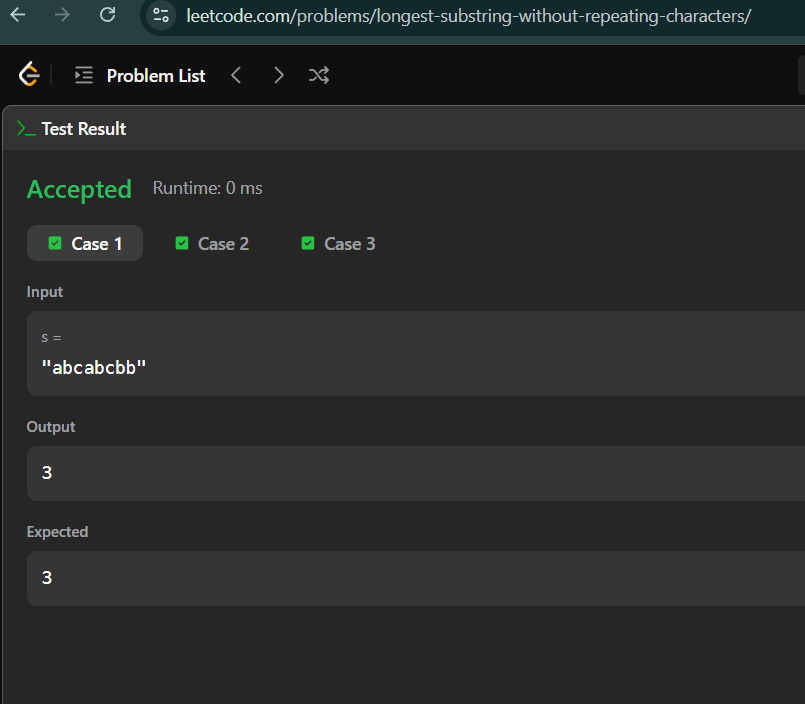 leetcode.com/problems/longest-substring-without-repeating-characters/
Problem List
Test Result
Accepted Runtime: 0 ms
Case 1 Case 2 Case 3
Input
s =
"abcabcbb"
Output
3
Expected
3